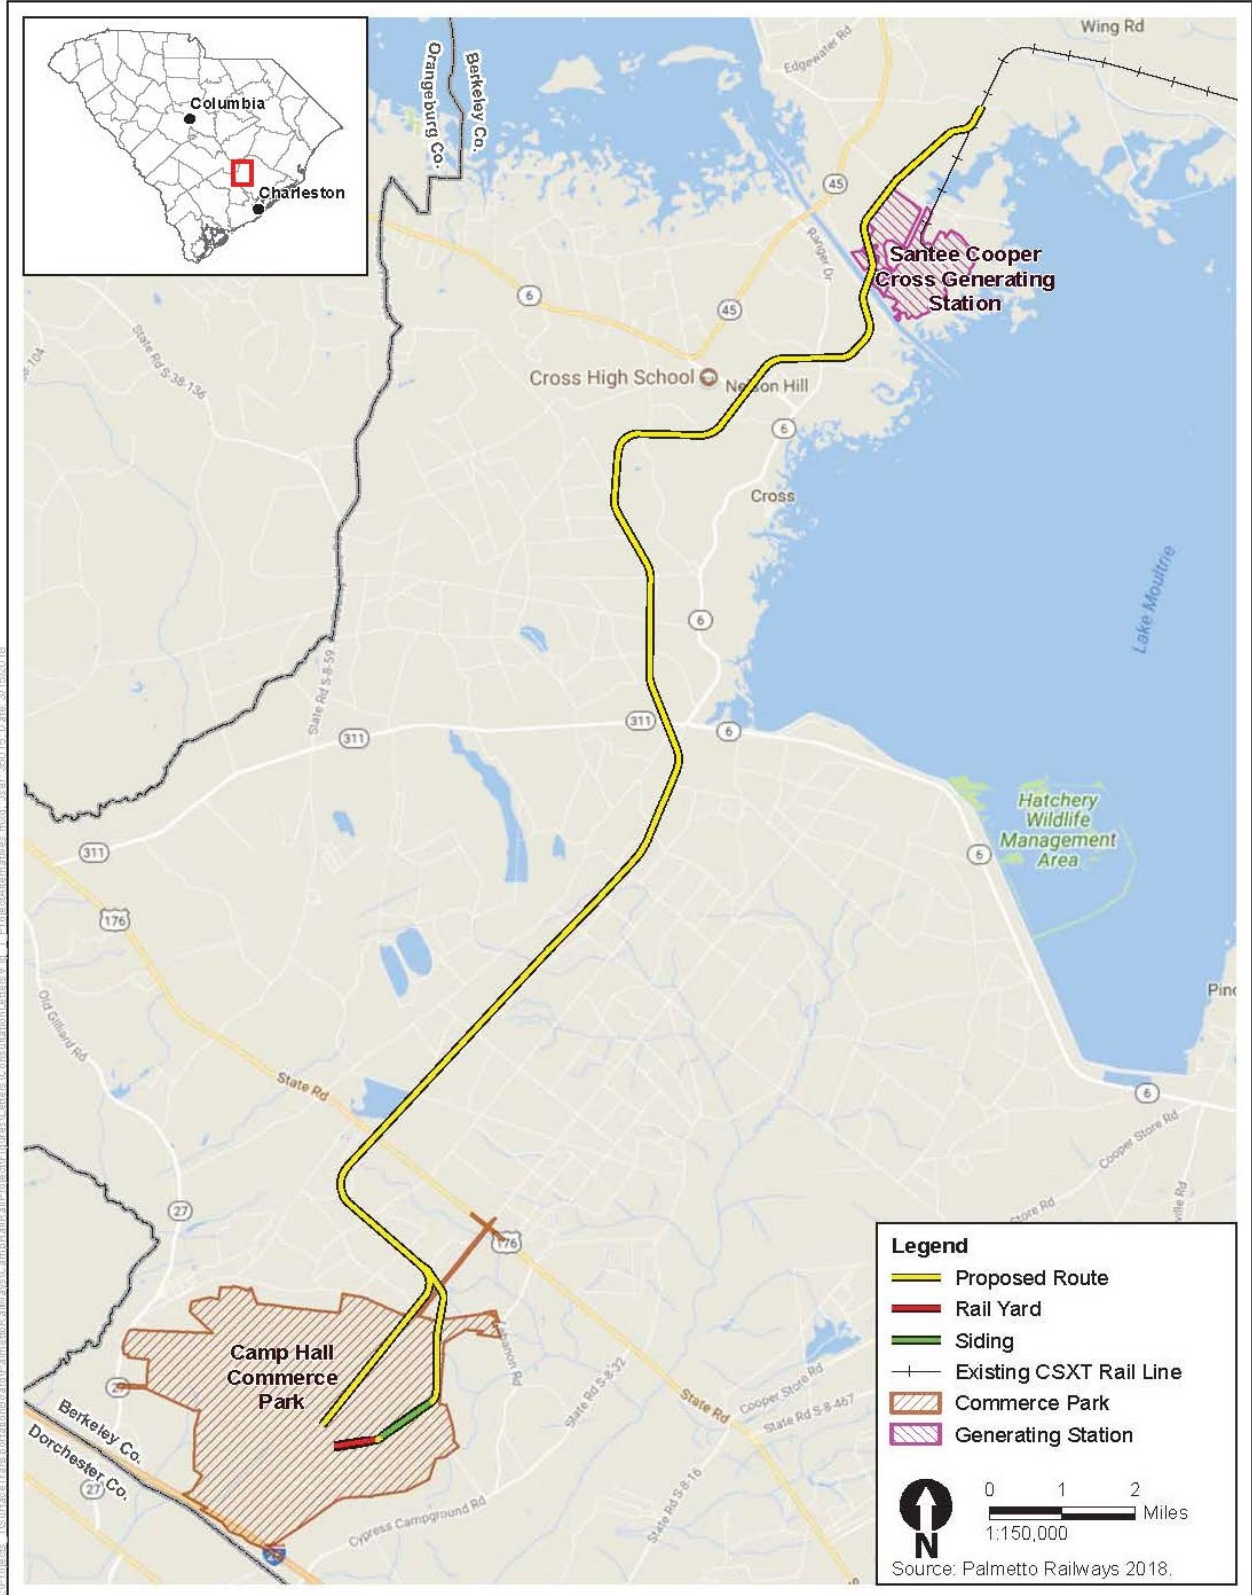 Columbia
Charleston
Orangeburg Co.
Berkeley Co.
Edgewater Rd
Wing Rd
45
Ranger Dr
Santee Cooper
Cross Generating
Station
6
45
State Rd S-38-136
Cross High School
Nelson Hill
6
Cross
Lake Moultrie
6
State Rd S-8-59
311
311
6
Hatchery
Wildlife
Management
Area
311
6
176
Old Gilliard Rd
State Rd
6
Cooper Store Rd
Store Rd
ville Rd
27
176
Camp Hall
Commerce
Park
Lebanon Rd
State Rd S-8-32
State Rd
Cooper Store Rd
State Rd S-8-467
Berkeley Co.
Dorchester Co.
27
Cypress Campground Rd
State Rd S-8-16
Legend
Proposed Route
Rail Yard
Siding
Existing CSXT Rail Line
Commerce Park
Generating Station
N
0 1 2
Miles
1:150,000
Source: Palmetto Railways 2018.